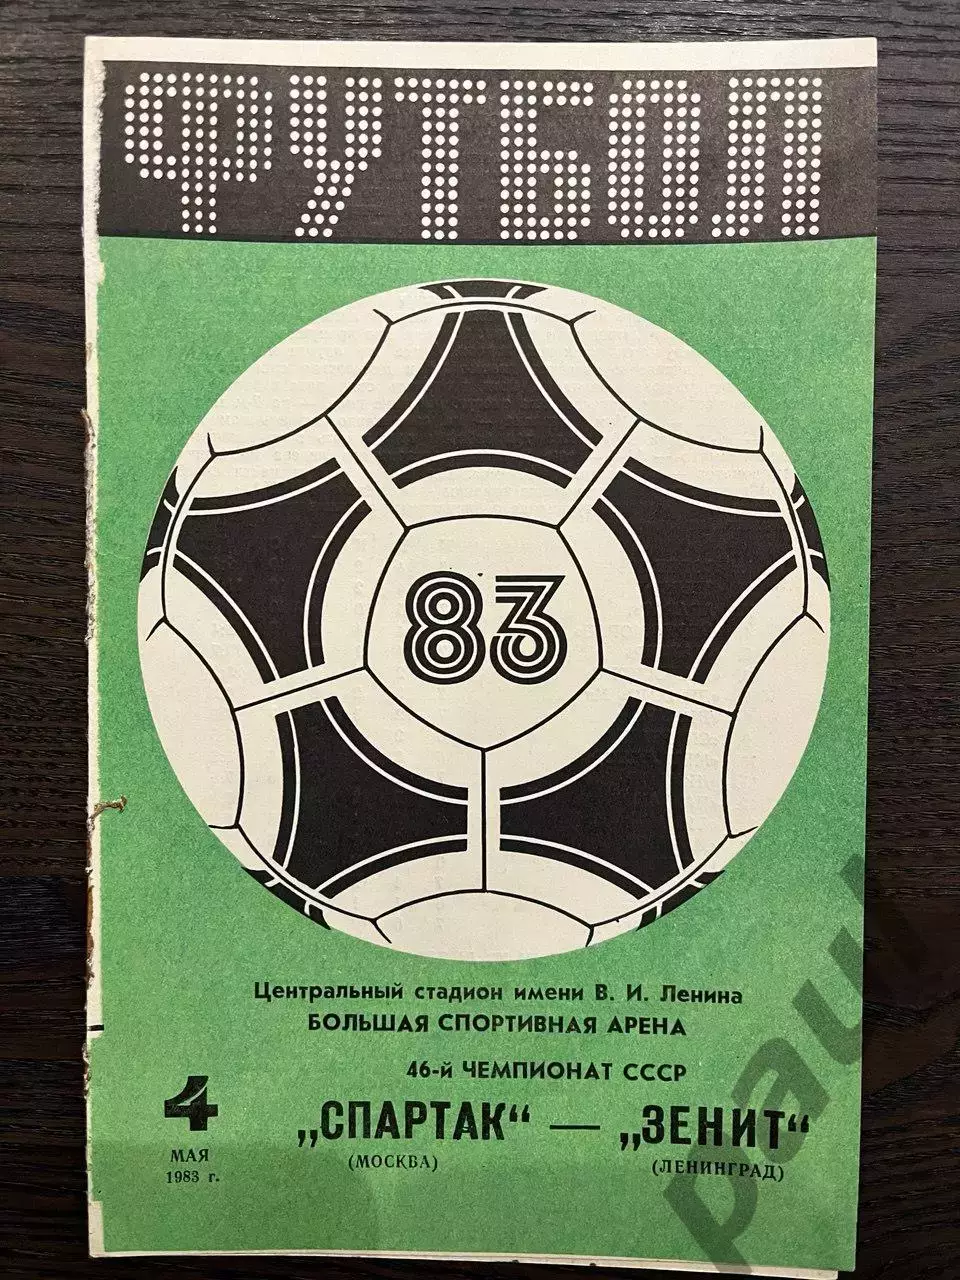 ФУТБОЛ
83
Центральный стадион имени В. И. Ленина
БОЛЬШАЯ СПОРТИВНАЯ АРЕНА
46-й ЧЕМПИОНАТ СССР
4
МАЯ
1983 г.
„СПАРТАК“ — „ЗЕНИТ“
(МОСКВА)
(ЛЕНИНГРАД)
paul